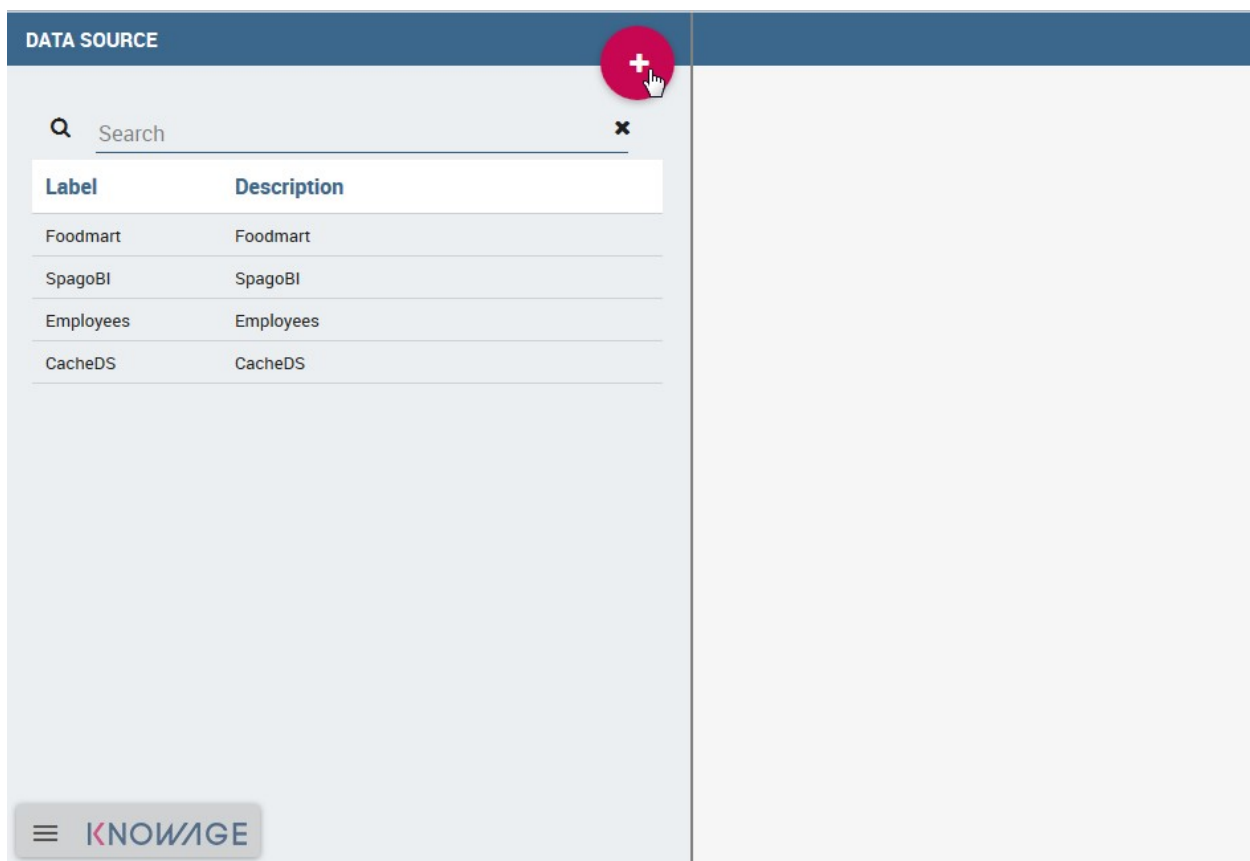 DATA SOURCE
Search
Label Description
Foodmart Foodmart
SpagoBI SpagoBI
Employees Employees
CacheDS CacheDS
KNOWAGE